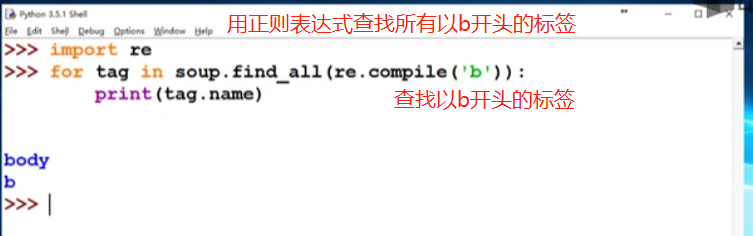 Python 3.5.1 Shell
用正则表达式查找所有以b开头的标签
File Edit Shell Debug Options Window Help
>>> import re
>>> for tag in soup.find_all(re.compile('b')):
        print(tag.name)
查找以b开头的标签
body
b
>>>